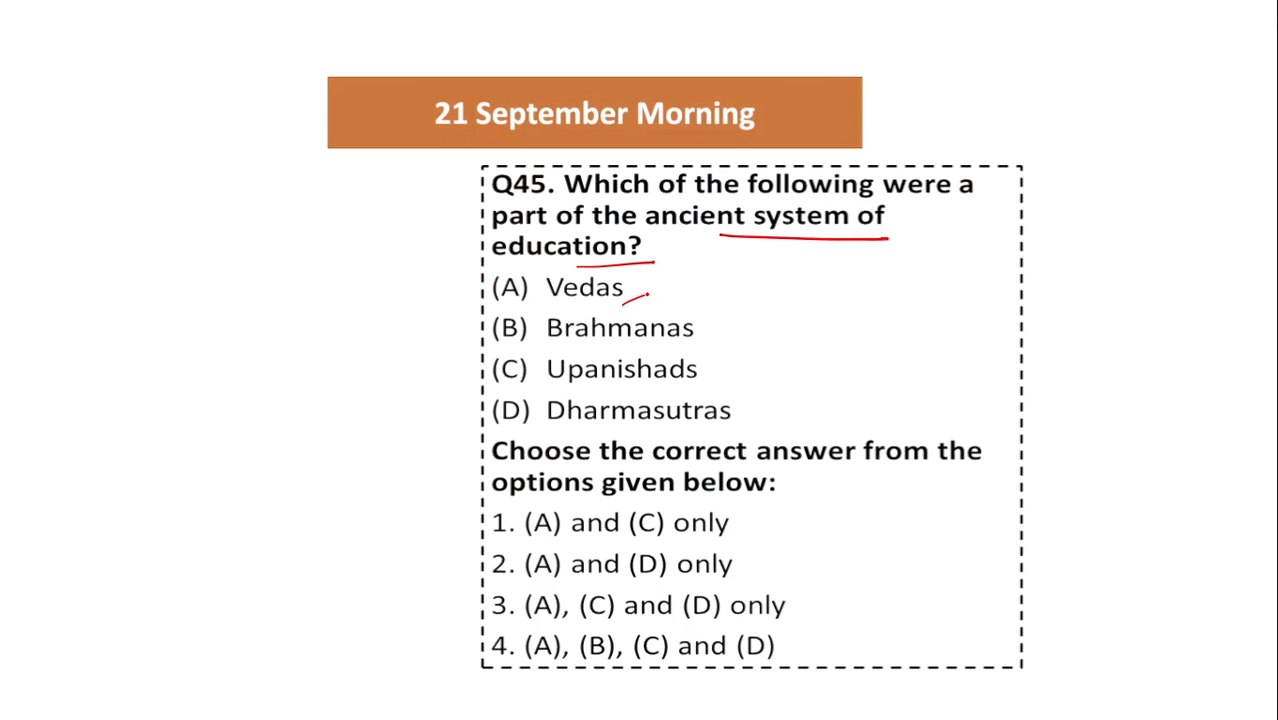 21 September Morning
Q45. Which of the following were a
part of the ancient system of
education?
(A) Vedas
(B) Brahmanas
(C) Upanishads
(D) Dharmasutras
Choose the correct answer from the
options given below:
1. (A) and (C) only
2. (A) and (D) only
3. (A), (C) and (D) only
4. (A), (B), (C) and (D)